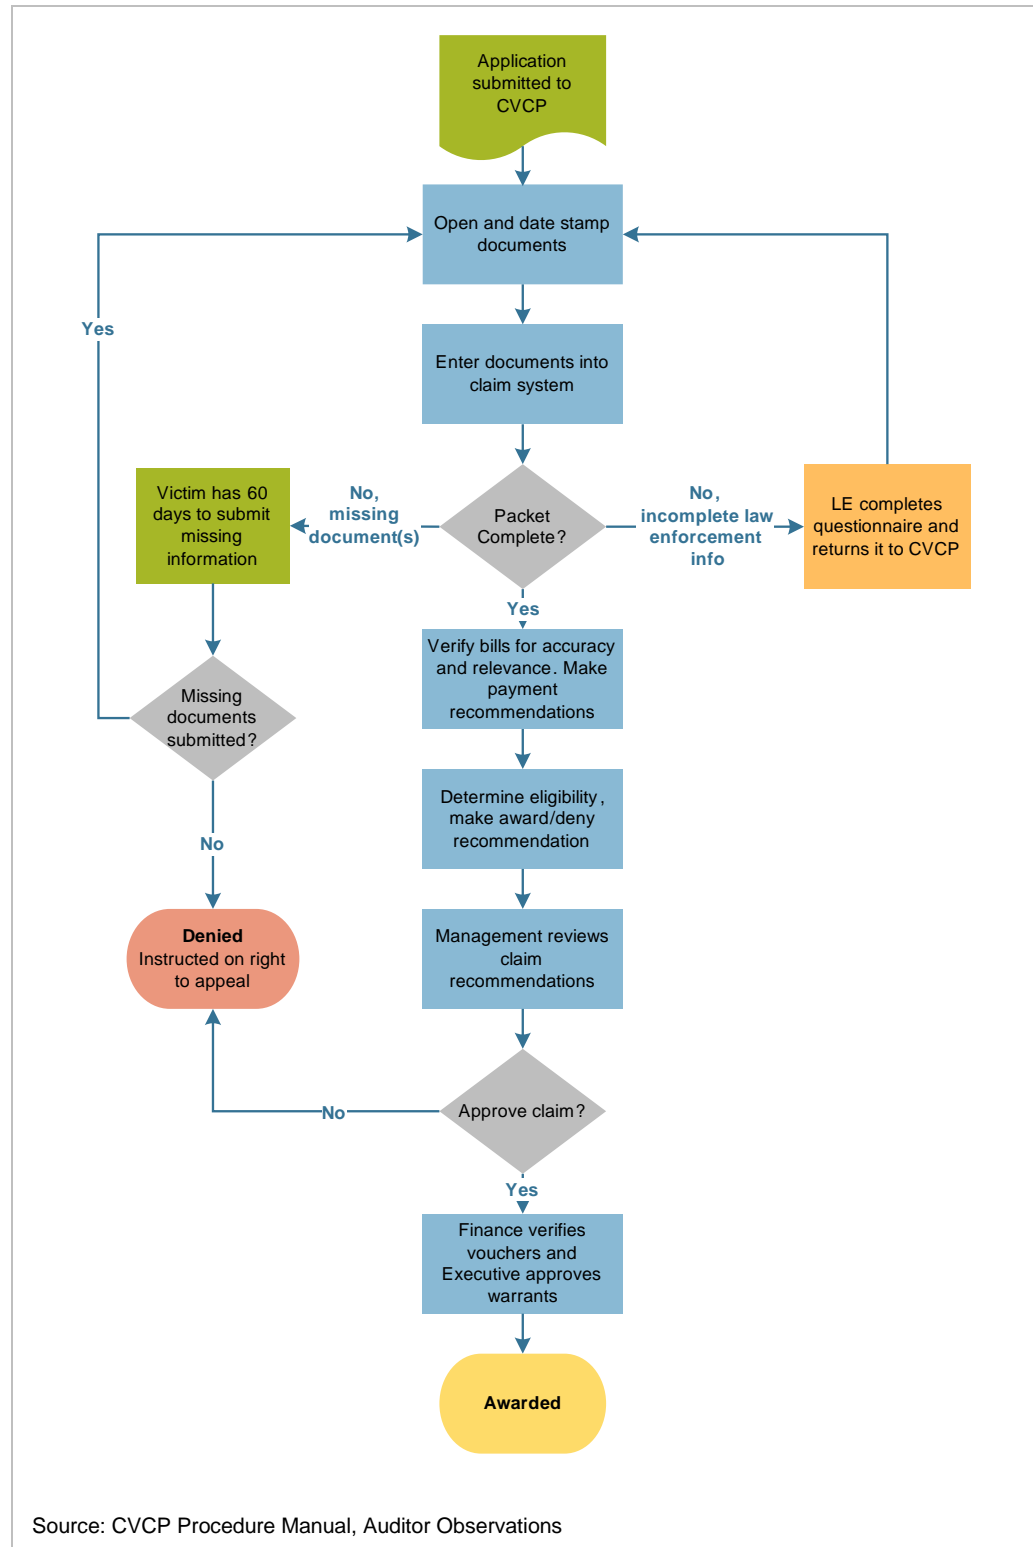 Application
submitted to
CVCP
Open and date stamp
documents
Yes
Enter documents into
claim system
Victim has 60
days to submit
missing
information
No,
missing
document(s)
Packet
Complete?
No,
incomplete law
enforcement
info
LE completes
questionnaire and
returns it to CVCP
Yes
Verify bills for accuracy
and relevance. Make
payment
recommendations
Missing
documents
submitted?
Determine eligibility,
make award/deny
recommendation
No
Denied
Instructed on right
to appeal
Management reviews
claim
recommendations
Approve claim?
No
Yes
Finance verifies
vouchers and
Executive approves
warrants
Awarded
Source: CVCP Procedure Manual, Auditor Observations